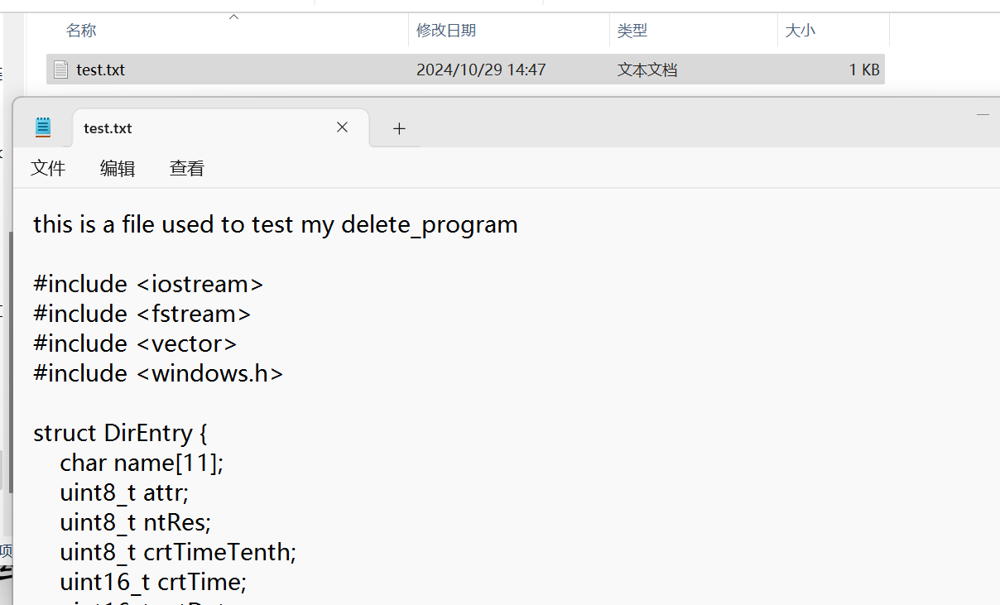 名称 修改日期 类型 大小
test.txt 2024/10/29 14:47 文本文档 1 KB
test.txt
文件 编辑 查看
this is a file used to test my delete_program
#include <iostream>
#include <fstream>
#include <vector>
#include <windows.h>
struct DirEntry {
char name[11];
uint8_t attr;
uint8_t ntRes;
uint8_t crtTimeTenth;
uint16_t crtTime;